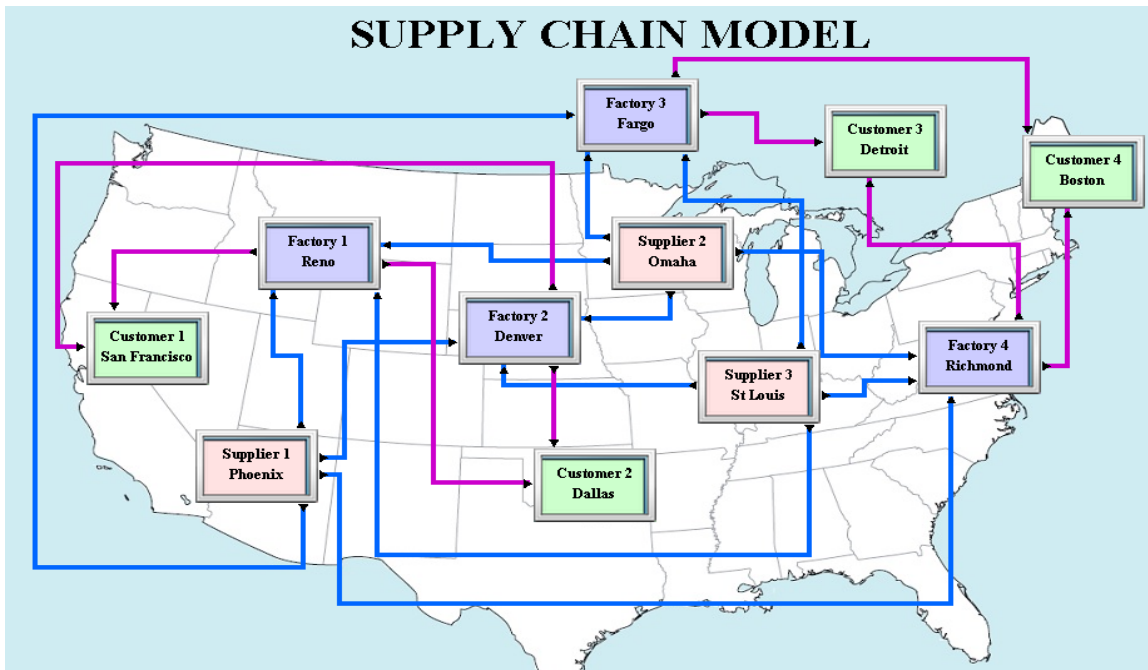 SUPPLY CHAIN MODEL
Factory 3
Fargo
Customer 3
Detroit
Customer 4
Boston
Factory 1
Reno
Supplier 2
Omaha
Customer 1
San Francisco
Factory 2
Denver
Supplier 3
St Louis
Factory 4
Richmond
Supplier 1
Phoenix
Customer 2
Dallas